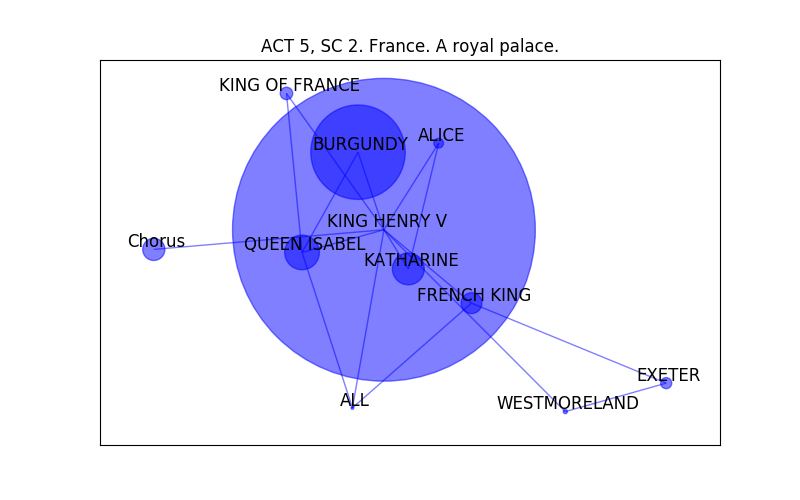 ACT 5, SC 2. France. A royal palace.
KING OF FRANCE
ALICE
BURGUNDY
KING HENRY V
Chorus
QUEEN ISABEL
KATHARINE
FRENCH KING
EXETER
ALL
WESTMORELAND